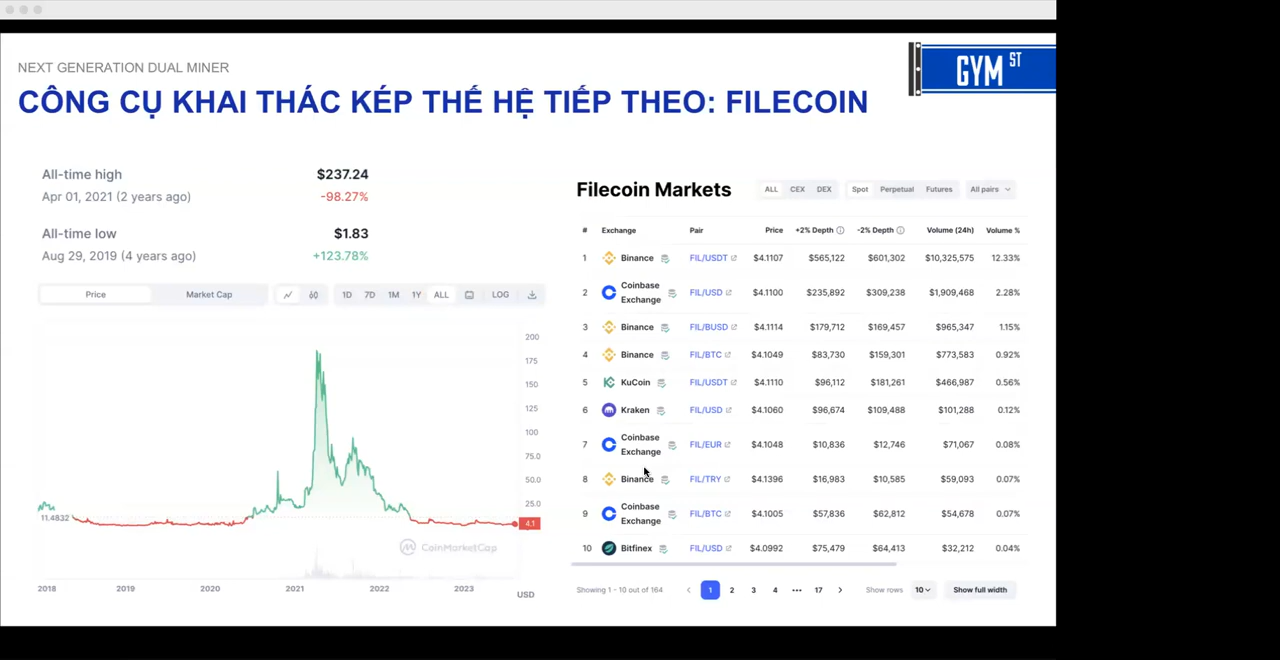 NEXT GENERATION DUAL MINER
CÔNG CỤ KHAI THÁC KÉP THẾ HỆ TIẾP THEO: FILECOIN
GYM ST
All-time high $237.24
Apr 01, 2021 (2 years ago) -98.27%
All-time low $1.83
Aug 29, 2019 (4 years ago) +123.78%
Price Market Cap 1D 7D 1M 1Y ALL LOG
200
175
150
125
100
75.0
50.0
25.0
11.4832
4.1
CoinMarketCap
2018 2019 2020 2021 2022 2023
USD
Filecoin Markets ALL CEX DEX Spot Perpetual Futures All pairs
# Exchange Pair Price +2% Depth -2% Depth Volume (24h) Volume %
1 Binance FIL/USDT $4.1107 $565,122 $601,302 $10,325,575 12.33%
2 Coinbase Exchange FIL/USD $4.1100 $235,892 $309,238 $1,909,468 2.28%
3 Binance FIL/BUSD $4.1114 $179,712 $169,457 $965,347 1.15%
4 Binance FIL/BTC $4.1049 $83,730 $159,301 $773,583 0.92%
5 KuCoin FIL/USDT $4.1110 $96,112 $181,261 $466,987 0.56%
6 Kraken FIL/USD $4.1060 $96,674 $109,488 $101,288 0.12%
7 Coinbase Exchange FIL/EUR $4.1048 $10,836 $12,746 $71,067 0.08%
8 Binance FIL/TRY $4.1396 $16,983 $10,585 $59,093 0.07%
9 Coinbase Exchange FIL/BTC $4.1005 $57,836 $62,812 $54,678 0.07%
10 Bitfinex FIL/USD $4.0992 $75,479 $64,413 $32,212 0.04%
Showing 1 - 10 out of 164 1 2 3 4 ••• 17 Show rows 10 Show full width